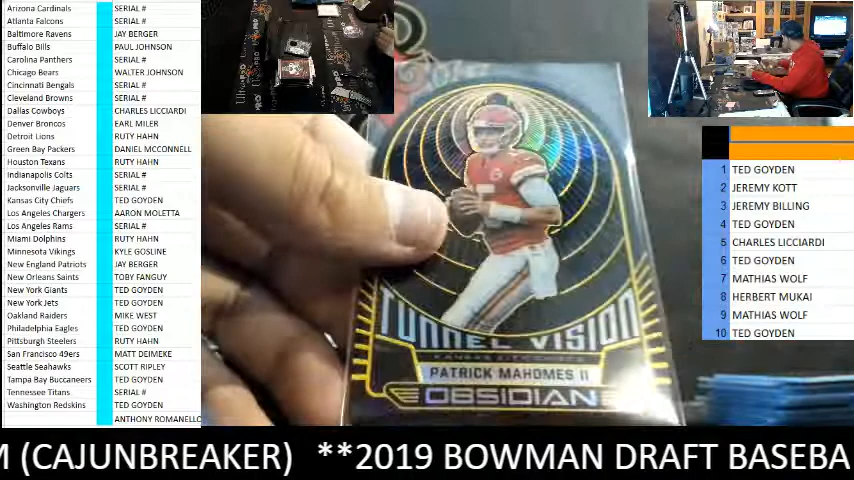 Arizona Cardinals SERIAL #
Atlanta Falcons SERIAL #
Baltimore Ravens JAY BERGER
Buffalo Bills PAUL JOHNSON
Carolina Panthers SERIAL #
Chicago Bears WALTER JOHNSON
Cincinnati Bengals SERIAL #
Cleveland Browns SERIAL #
Dallas Cowboys CHARLES LICCIARDI
Denver Broncos EARL MILER
Detroit Lions RUTY HAHN
Green Bay Packers DANIEL MCCONNELL
Houston Texans RUTY HAHN
Indianapolis Colts SERIAL #
Jacksonville Jaguars SERIAL #
Kansas City Chiefs TED GOYDEN
Los Angeles Chargers AARON MOLETTA
Los Angeles Rams SERIAL #
Miami Dolphins RUTY HAHN
Minnesota Vikings KYLE GOSLINE
New England Patriots JAY BERGER
New Orleans Saints TOBY FANGUY
New York Giants TED GOYDEN
New York Jets TED GOYDEN
Oakland Raiders MIKE WEST
Philadelphia Eagles TED GOYDEN
Pittsburgh Steelers RUTY HAHN
San Francisco 49ers MATT DEIMEKE
Seattle Seahawks SCOTT RIPLEY
Tampa Bay Buccaneers TED GOYDEN
Tennessee Titans SERIAL #
Washington Redskins TED GOYDEN
ANTHONY ROMANELLO
TUNNEL VISION
KANSAS CITY CHIEFS
PATRICK MAHOMES II
OBSIDIAN
1 TED GOYDEN
2 JEREMY KOTT
3 JEREMY BILLING
4 TED GOYDEN
5 CHARLES LICCIARDI
6 TED GOYDEN
7 MATHIAS WOLF
8 HERBERT MUKAI
9 MATHIAS WOLF
10 TED GOYDEN
M (CAJUNBREAKER) **2019 BOWMAN DRAFT BASEBA